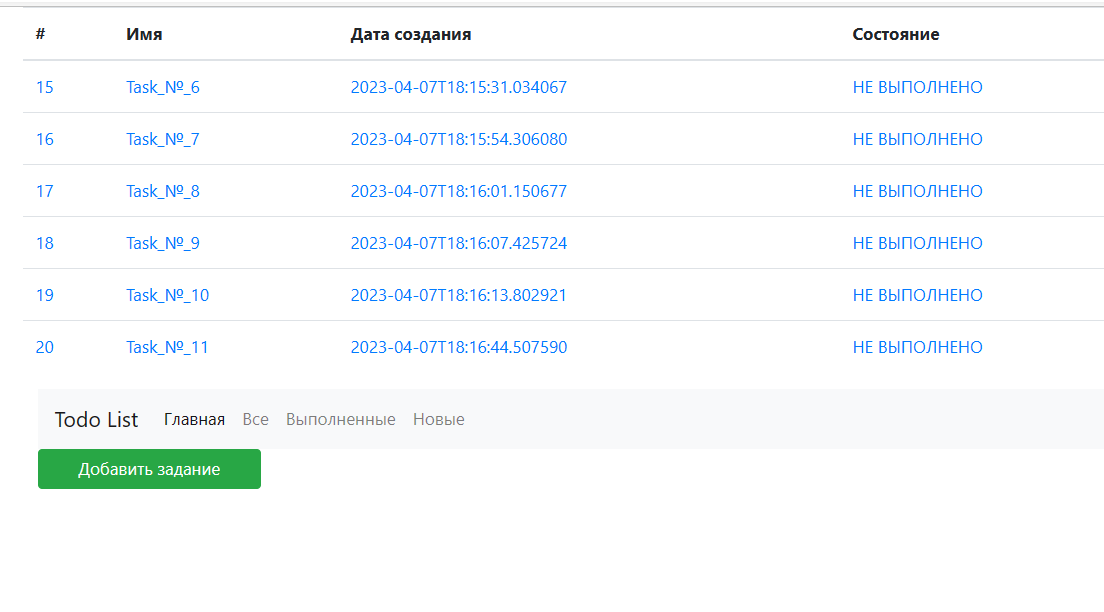 # Имя Дата создания Состояние
15 Task_№_6 2023-04-07T18:15:31.034067 НЕ ВЫПОЛНЕНО
16 Task_№_7 2023-04-07T18:15:54.306080 НЕ ВЫПОЛНЕНО
17 Task_№_8 2023-04-07T18:16:01.150677 НЕ ВЫПОЛНЕНО
18 Task_№_9 2023-04-07T18:16:07.425724 НЕ ВЫПОЛНЕНО
19 Task_№_10 2023-04-07T18:16:13.802921 НЕ ВЫПОЛНЕНО
20 Task_№_11 2023-04-07T18:16:44.507590 НЕ ВЫПОЛНЕНО
Todo List Главная Все Выполненные Новые
Добавить задание